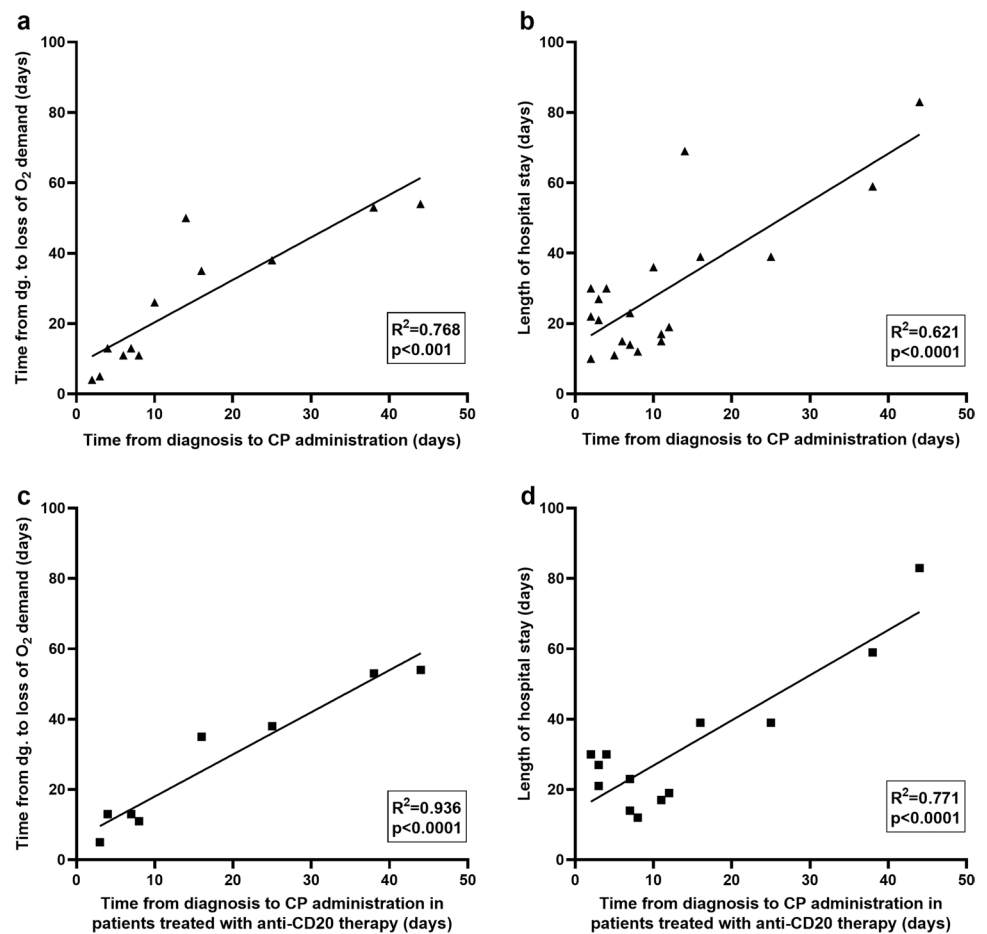 a
Time from dg. to loss of O2 demand (days)
100
80
60
40
20
0
0 10 20 30 40 50
R2=0.768
p<0.001
Time from diagnosis to CP administration (days)
b
Length of hospital stay (days)
100
80
60
40
20
0
0 10 20 30 40 50
R2=0.621
p<0.0001
Time from diagnosis to CP administration (days)
c
Time from dg. to loss of O2 demand (days)
100
80
60
40
20
0
0 10 20 30 40 50
R2=0.936
p<0.0001
Time from diagnosis to CP administration in
patients treated with anti-CD20 therapy (days)
d
Length of hospital stay (days)
100
80
60
40
20
0
0 10 20 30 40 50
R2=0.771
p<0.0001
Time from diagnosis to CP administration in
patients treated with anti-CD20 therapy (days)